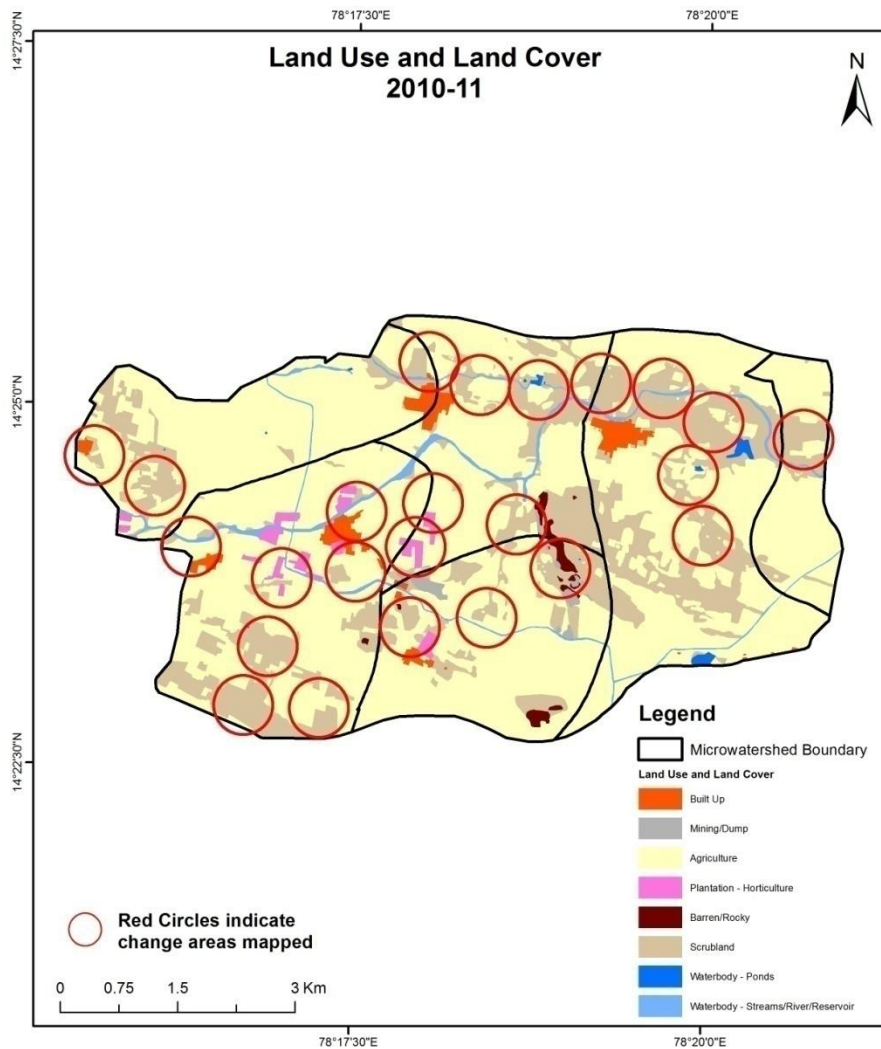 78°17'30"E
78°20'0"E
14°27'30"N
Land Use and Land Cover
2010-11
N
14°25'0"N
14°22'30"N
Legend
Microwatershed Boundary
Land Use and Land Cover
Built Up
Mining/Dump
Agriculture
Plantation - Horticulture
Barren/Rocky
Scrubland
Waterbody - Ponds
Waterbody - Streams/River/Reservoir
Red Circles indicate
change areas mapped
0 0.75 1.5 3 Km
78°17'30"E
78°20'0"E